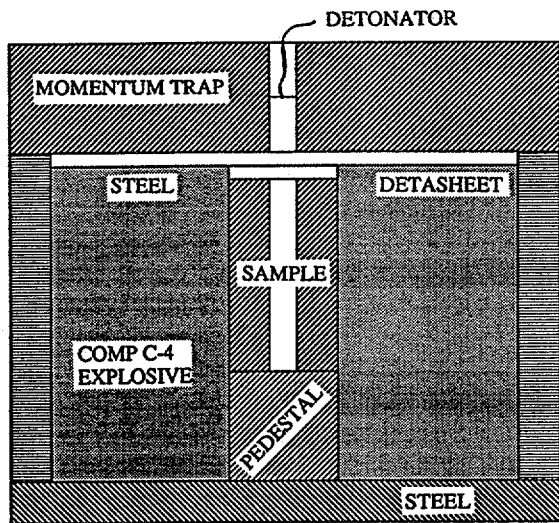 DETONATOR
MOMENTUM TRAP
STEEL
DETASHEET
SAMPLE
COMP C-4
EXPLOSIVE
PEDESTAL
STEEL